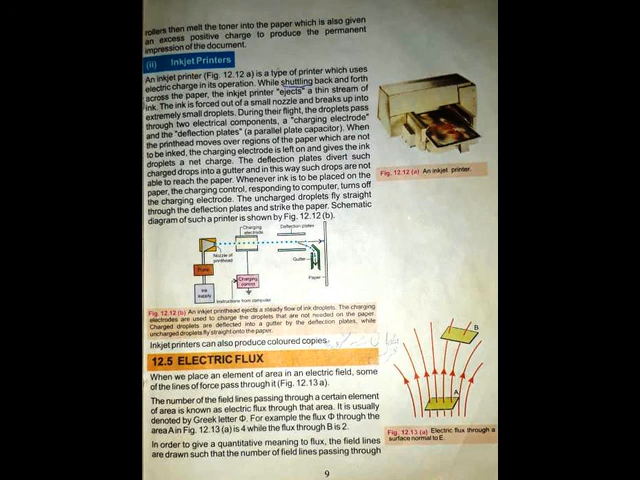 rollers then melt the toner into the paper which is also given
an excess positive charge to produce the permanent
impression of the document.
(ii) Inkjet Printers
An inkjet printer (Fig. 12.12 a) is a type of printer which uses
electric charge in its operation. While shuttling back and forth
across the paper, the inkjet printer "ejects" a thin stream of
ink. The ink is forced out of a small nozzle and breaks up into
extremely small droplets. During their flight, the droplets pass
through two electrical components, a "charging electrode"
and the "deflection plates" (a parallel plate capacitor). When
the printhead moves over regions of the paper which are not
to be inked, the charging electrode is left on and gives the ink
droplets a net charge. The deflection plates divert such
charged drops into a gutter and in this way such drops are not
able to reach the paper. Whenever ink is to be placed on the
paper, the charging control, responding to computer, turns off
the charging electrode. The uncharged droplets fly straight
through the deflection plates and strike the paper. Schematic
diagram of such a printer is shown by Fig. 12.12 (b).
Fig. 12.12 (a) An inkjet printer.
Charging
electrode
Deflection plates
Nozzle of
printhead
Gutter
Paper
Charging
control
Ink
supply
Instructions from computer
Fig. 12.12 (b) An inkjet printhead ejects a steady flow of ink droplets. The charging
electrodes are used to charge the droplets that are not needed on the paper.
Charged droplets are deflected into a gutter by the deflection plates, while
uncharged droplets fly straight onto the paper.
Inkjet printers can also produce coloured copies.
12.5 ELECTRIC FLUX
When we place an element of area in an electric field, some
of the lines of force pass through it (Fig. 12.13 a).
The number of the field lines passing through a certain
element of area is known as electric flux through that area. It is usually
denoted by Greek letter Φ. For example the flux Φ through the
area A in Fig. 12.13 (a) is 4 while the flux through B is 2.
In order to give a quantitative meaning to flux, the field lines
are drawn such that the number of field lines passing through
B
A
Fig. 12.13 (a) Electric flux through a
surface normal to E.
9